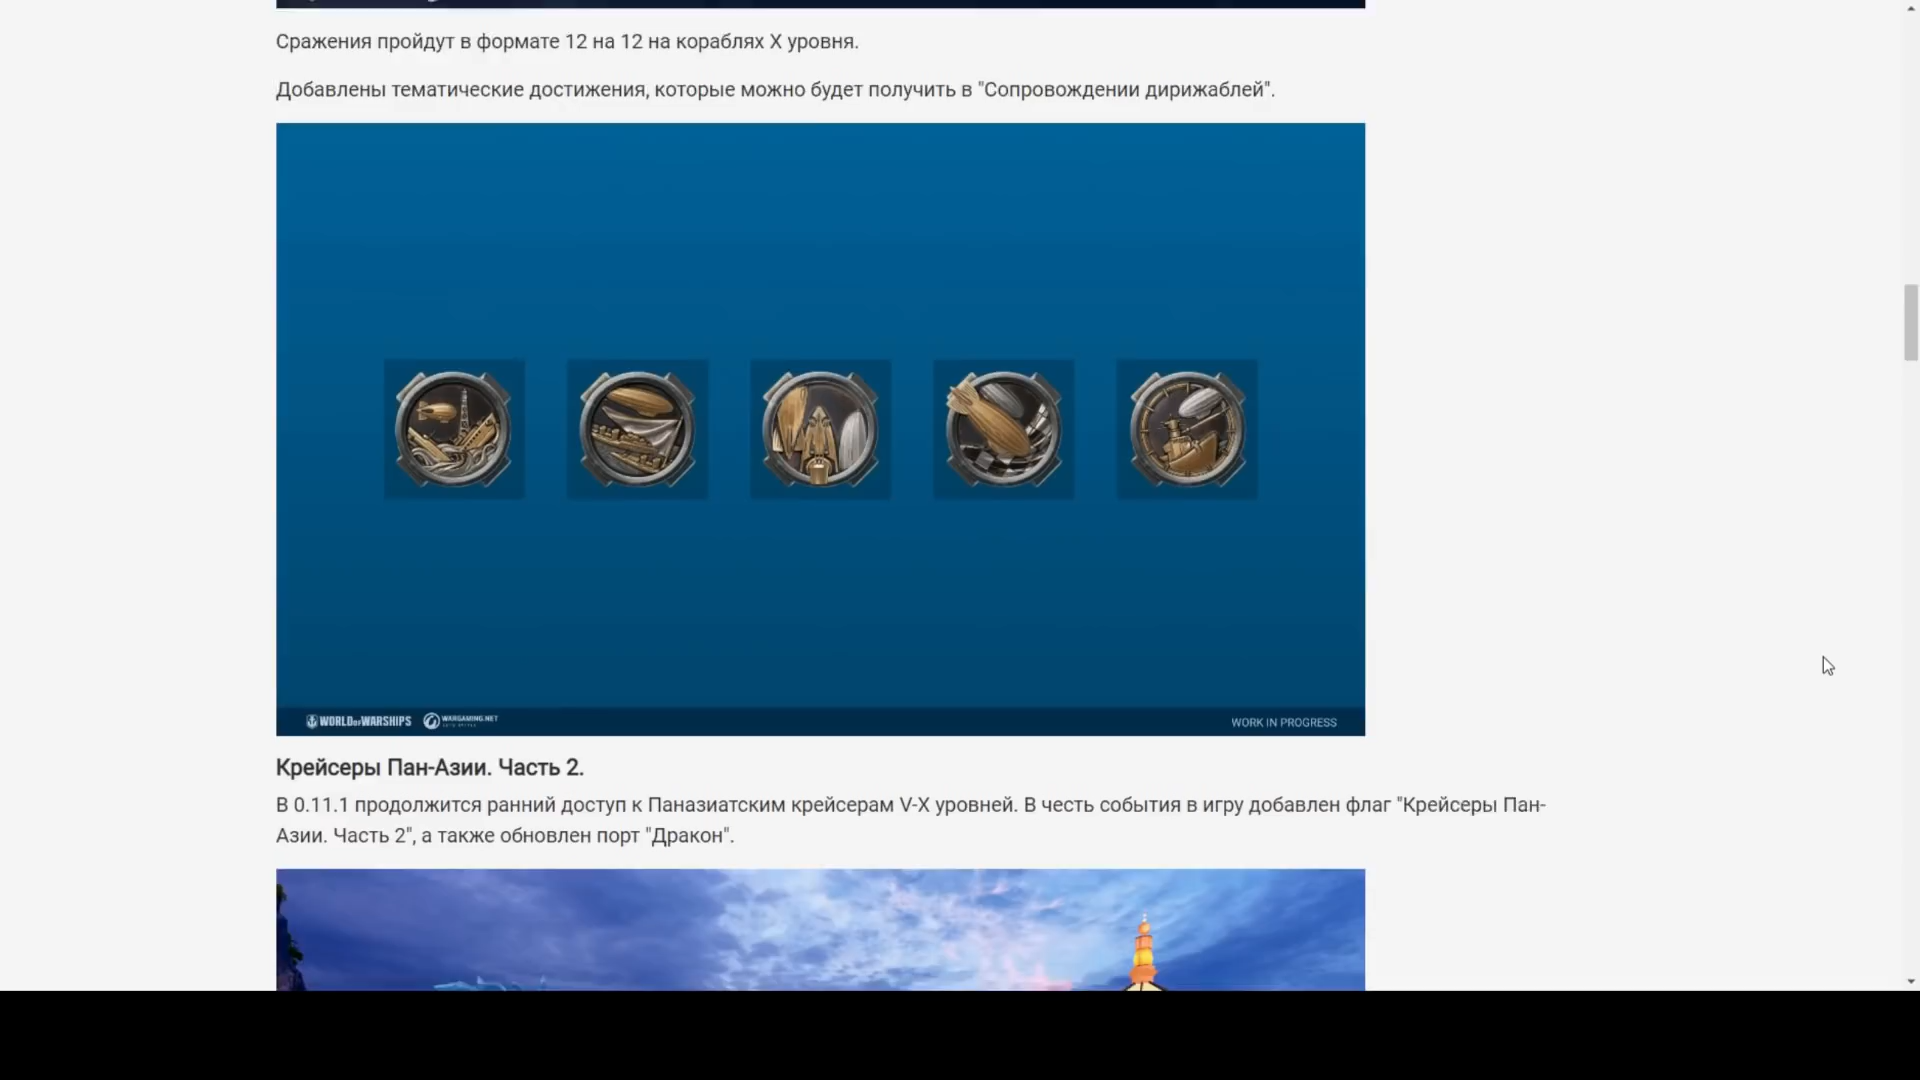 Сражения пройдут в формате 12 на 12 на кораблях X уровня.
Добавлены тематические достижения, которые можно будет получить в "Сопровождении дирижаблей".
WORLD OF WARSHIPS
WARGAMING.NET
WORK IN PROGRESS
Крейсеры Пан-Азии. Часть 2.
В 0.11.1 продолжится ранний доступ к Паназиатским крейсерам V-X уровней. В честь события в игру добавлен флаг "Крейсеры Пан-
Азии. Часть 2", а также обновлен порт "Дракон".